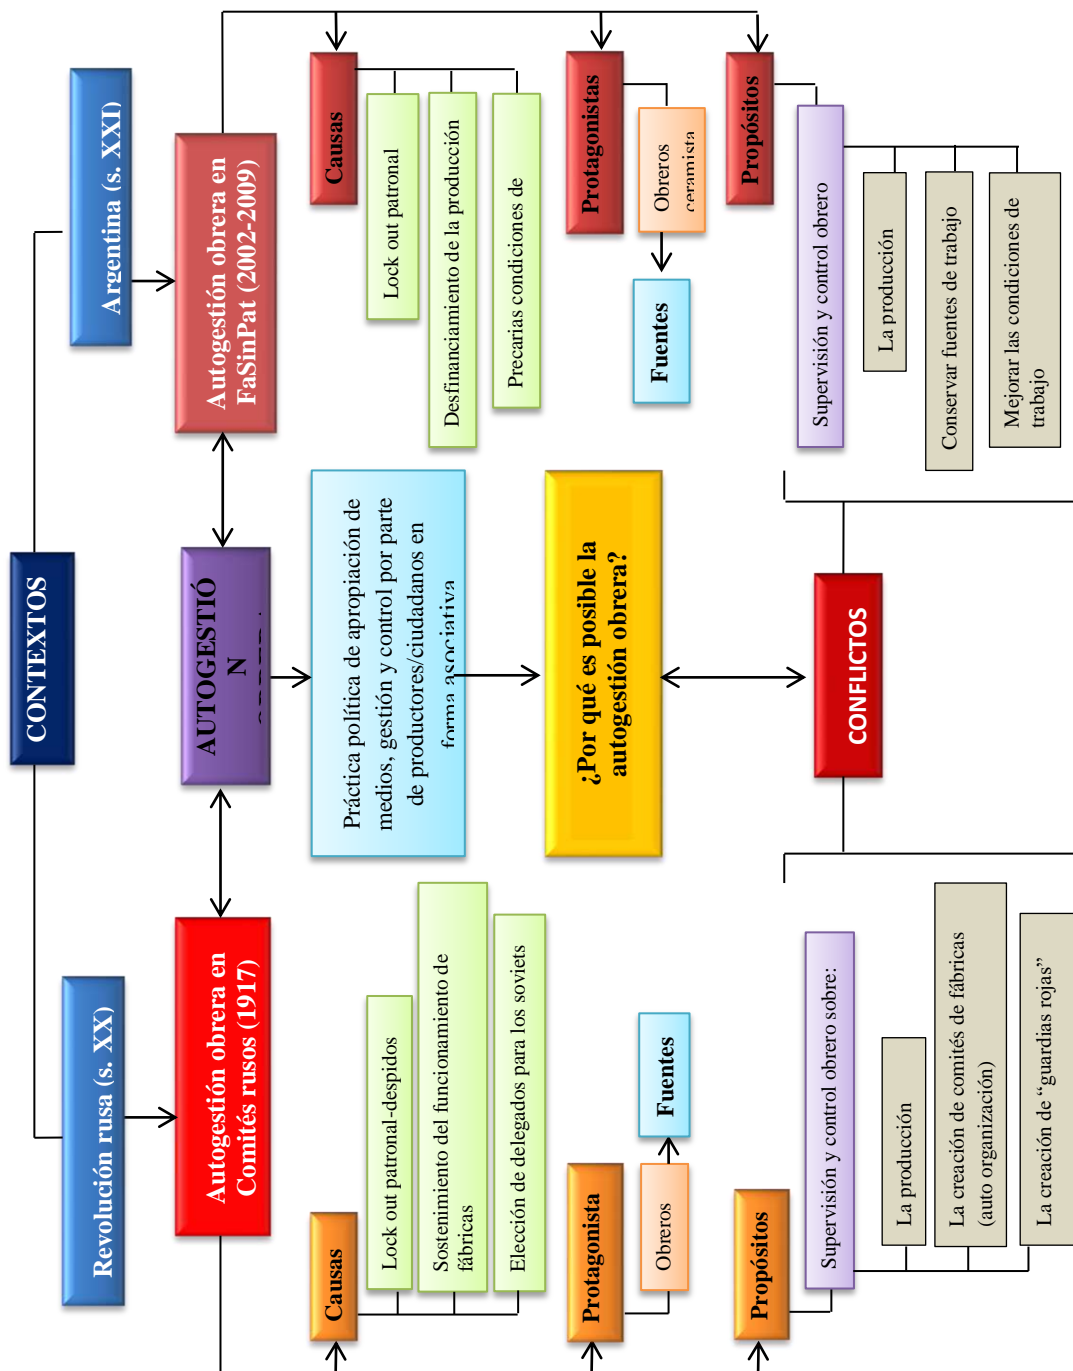 CONTEXTOS
Revolución rusa (s. XX)
Argentina (s. XXI)
Autogestión obrera en
Comités rusos (1917)
AUTOGESTIÓ
N
Autogestión obrera en
FaSinPat (2002-2009)
Causas
Lock out patronal-despidos
Sostenimiento del funcionamiento de
fábricas
Elección de delegados para los soviets
Práctica política de apropiación de
medios, gestión y control por parte
de productores/ciudadanos en
forma asociativa
Causas
Lock out patronal
Desfinanciamiento de la producción
Precarias condiciones de
Protagonista
Obreros
Fuentes
¿Por qué es posible la
autogestión obrera?
Protagonistas
Obreros
ceramista
Fuentes
Propósitos
Supervisión y control obrero sobre:
La producción
La creación de comités de fábricas
(auto organización)
La creación de “guardias rojas”
CONFLICTOS
Propósitos
Supervisión y control obrero
La producción
Conservar fuentes de trabajo
Mejorar las condiciones de
trabajo